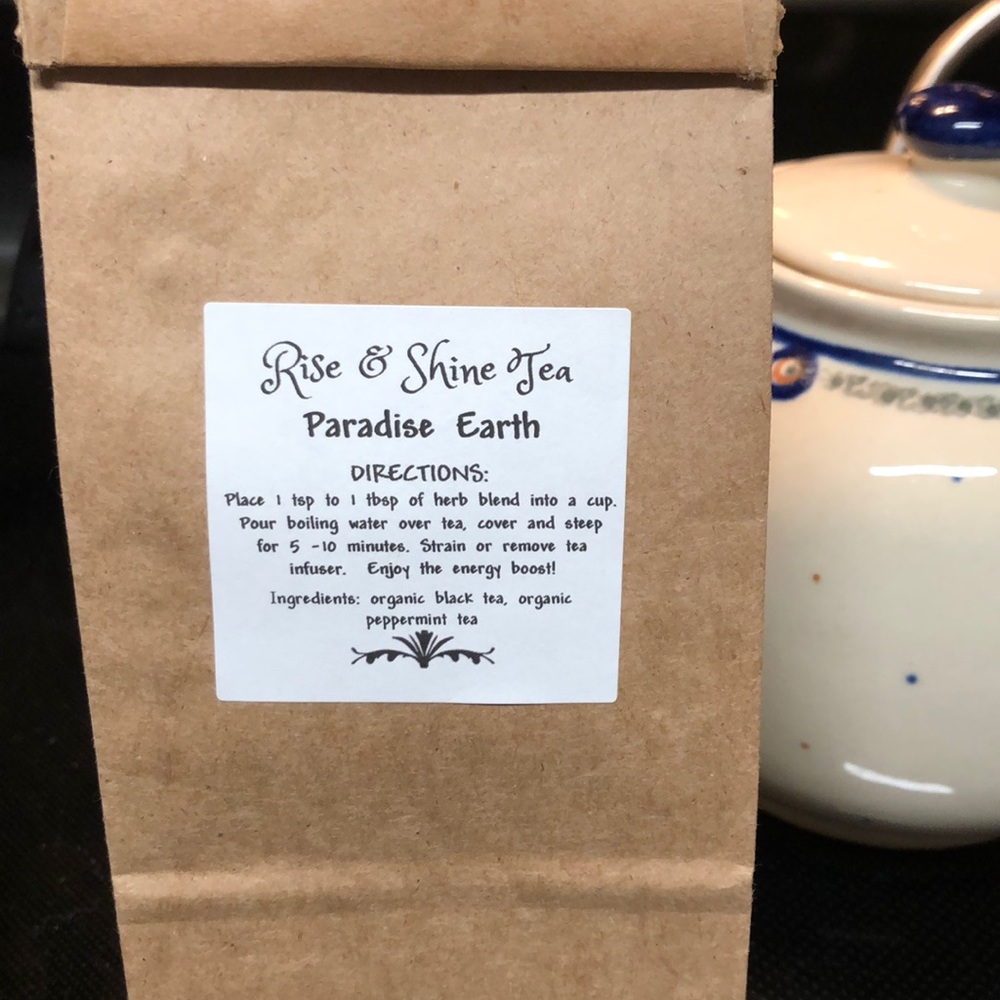 Rise & Shine Tea
Paradise Earth
DIRECTIONS:
Place 1 tsp to 1 tbsp of herb blend into a cup.
Pour boiling water over tea, cover and steep
for 5 -10 minutes. Strain or remove tea
infuser. Enjoy the energy boost!
Ingredients: organic black tea, organic
peppermint tea